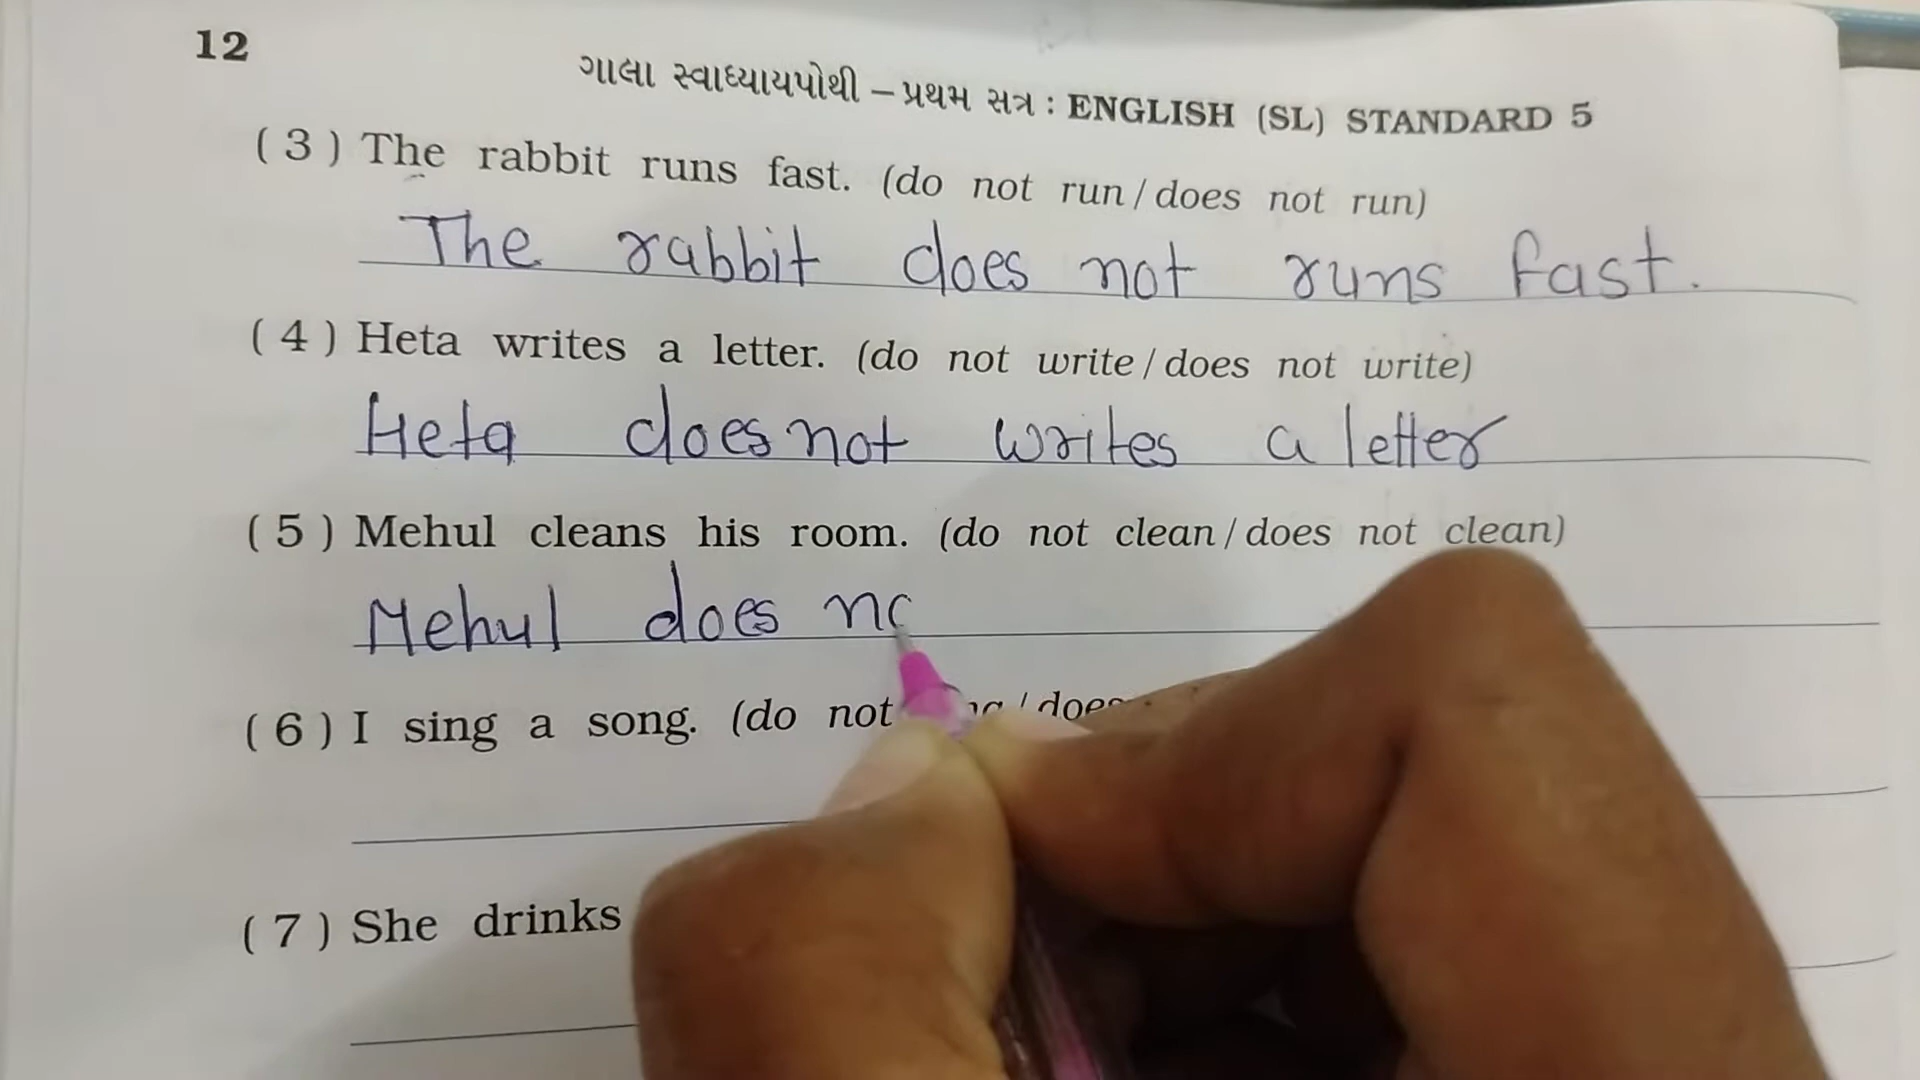 12
ગાલા સ્વાધ્યાયપોથી – પ્રથમ સત્ર : ENGLISH (SL) STANDARD 5
( 3 ) The rabbit runs fast. (do not run / does not run)
The rabbit does not runs fast.
( 4 ) Heta writes a letter. (do not write / does not write)
Heta does not writes a letter
( 5 ) Mehul cleans his room. (do not clean / does not clean)
Mehul does no
( 6 ) I sing a song. (do not / does
( 7 ) She drinks